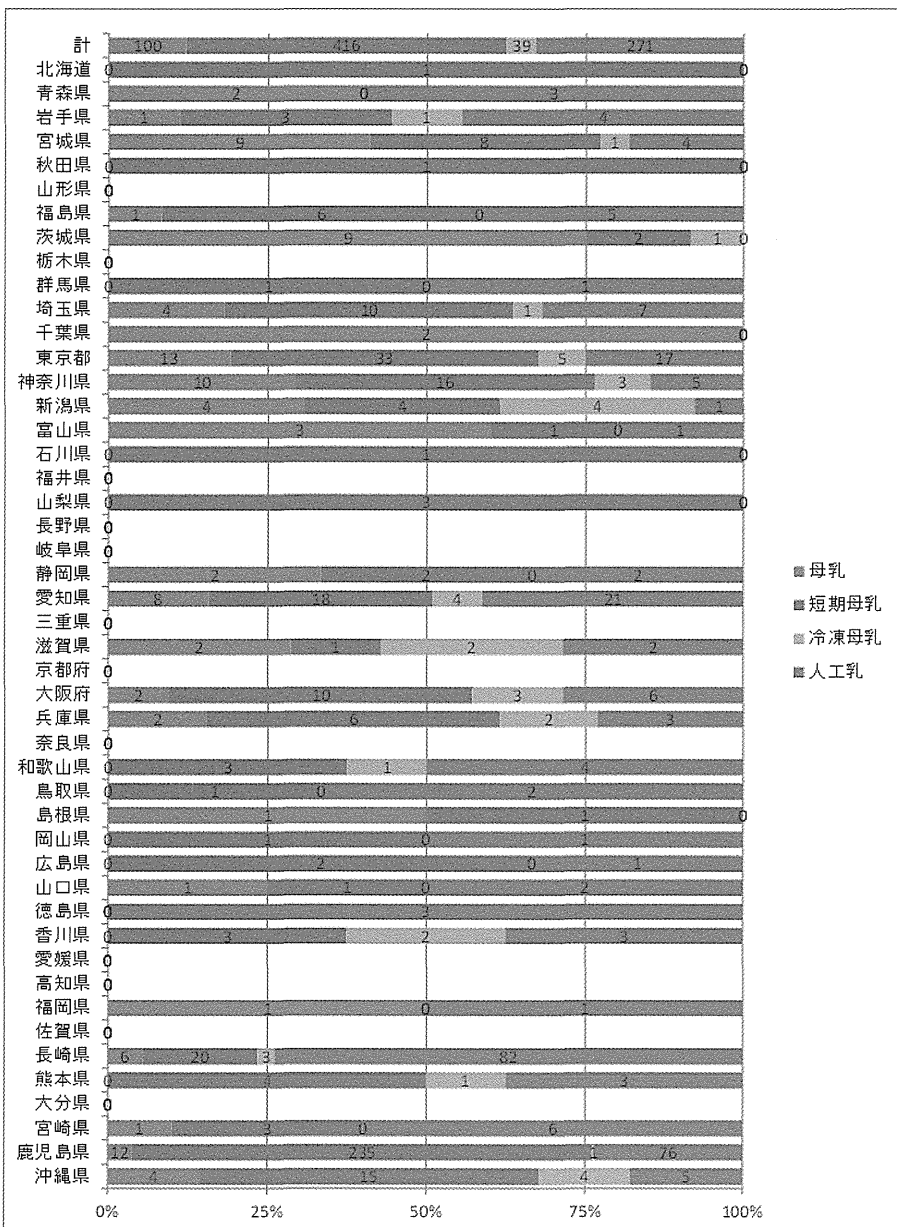 計 100 416 39 271
北海道 0 1 0
青森県 2 0 3
岩手県 1 3 1 4
宮城県 9 8 1 4
秋田県 0 1 0
山形県 0
福島県 1 6 0 5
茨城県 9 2 1 0
栃木県 0
群馬県 0 1 0 1
埼玉県 4 10 1 7
千葉県 2 0
東京都 13 33 5 17
神奈川県 10 16 3 5
新潟県 4 4 4 1
富山県 3 1 0 1
石川県 0 1 0
福井県 0
山梨県 0 3 0
長野県 0
岐阜県 0
静岡県 2 2 0 2
愛知県 8 18 4 21
三重県 0
滋賀県 2 1 2 2
京都府 0
大阪府 2 10 3 6
兵庫県 2 6 2 3
奈良県 0
和歌山県 0 3 1 4
鳥取県 0 1 0 2
島根県 1 1 0
岡山県 0 1 0 1
広島県 0 2 0 1
山口県 1 1 0 2
徳島県 0 3
香川県 0 3 2 3
愛媛県 0
高知県 0
福岡県 1 0 1
佐賀県 0
長崎県 6 20 3 82
熊本県 0 4 1 3
大分県 0
宮崎県 1 3 0 6
鹿児島県 12 235 1 76
沖縄県 4 15 4 5
0% 25% 50% 75% 100%
母乳
短期母乳
冷凍母乳
人工乳